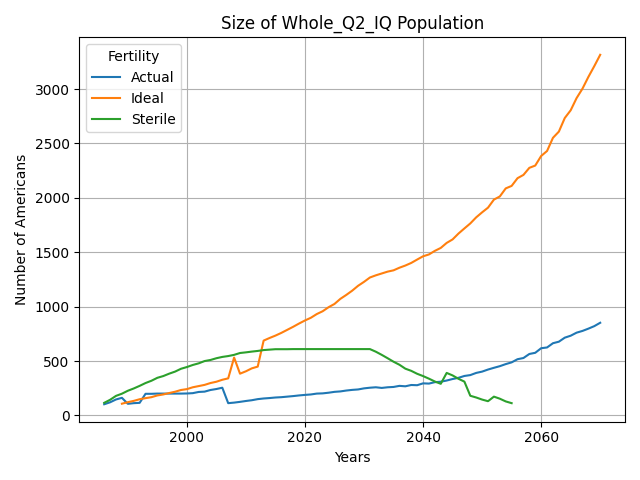 Size of Whole_Q2_IQ Population
Fertility
Actual
Ideal
Sterile
Number of Americans
3000
2500
2000
1500
1000
500
0
2000
2020
2040
2060
Years